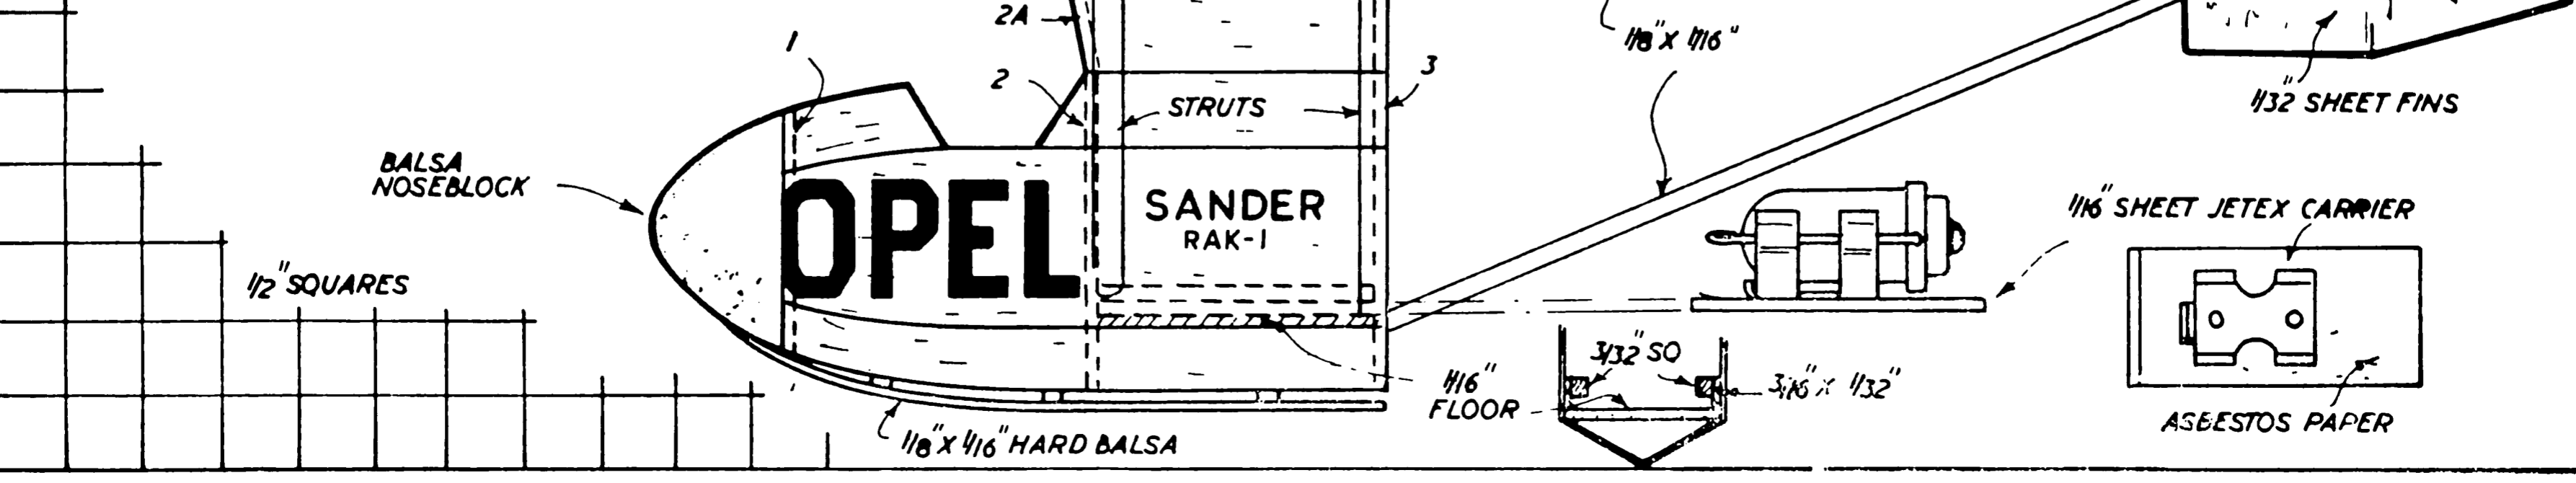 2A
1/8" X 1/16"
1
2
STRUTS
3
1/32" SHEET FINS
BALSA
NOSEBLOCK
OPEL
SANDER
RAK-1
1/16" SHEET JETEX CARRIER
1/2" SQUARES
3/32" SQ
1/16"
FLOOR
3/16" X 1/32"
ASBESTOS PAPER
1/8" X 1/16" HARD BALSA